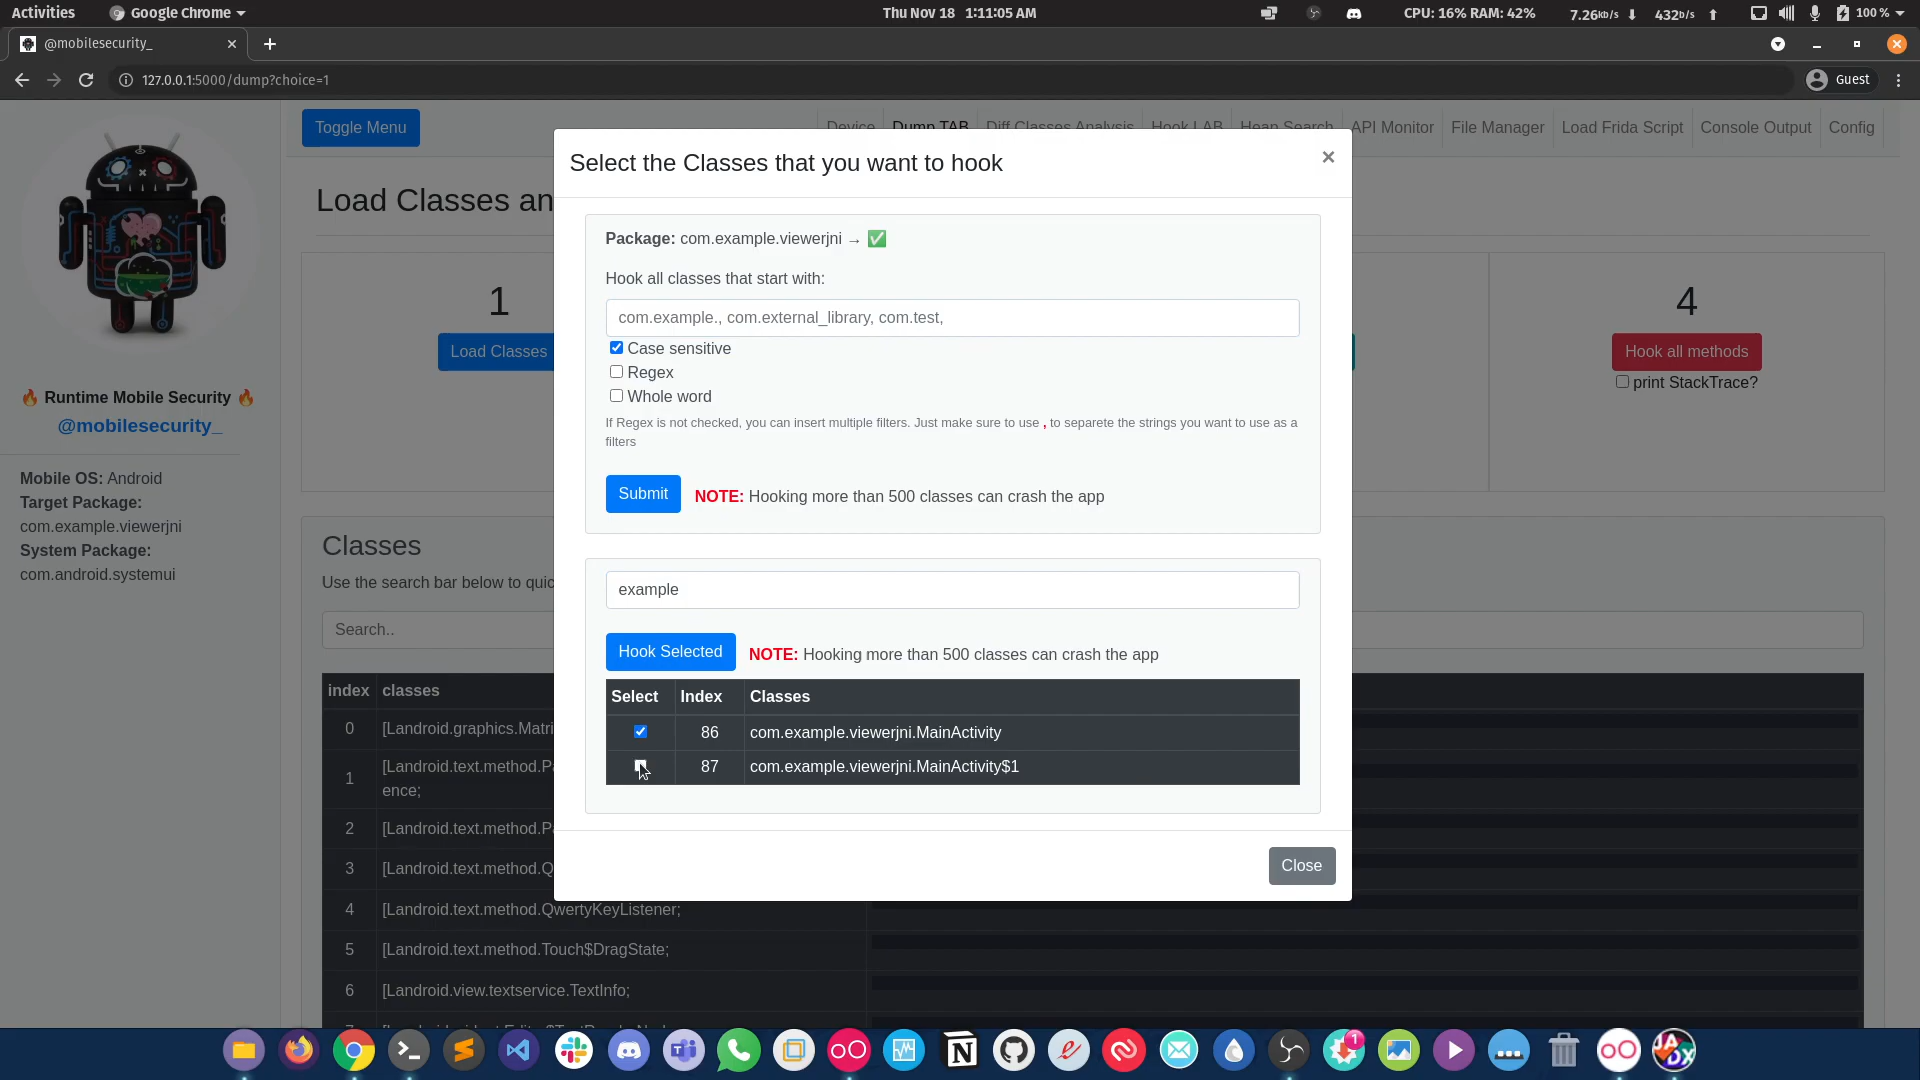 Activities
Google Chrome
Thu Nov 18 1:11:05 AM
CPU: 16% RAM: 42%
7.26kb/s
432b/s
100 %
@mobilesecurity_
127.0.0.1:5000/dump?choice=1
Guest
Toggle Menu
Device
Dump TAB
Diff Classes Analysis
Hook LAB
Heap Search
API Monitor
File Manager
Load Frida Script
Console Output
Config
Load Classes an
1
Load Classes
4
Hook all methods
print StackTrace?
🔥 Runtime Mobile Security 🔥
@mobilesecurity_
Mobile OS: Android
Target Package:
com.example.viewerjni
System Package:
com.android.systemui
Select the Classes that you want to hook
×
Package: com.example.viewerjni → ✅
Hook all classes that start with:
com.example., com.external_library, com.test,
Case sensitive
Regex
Whole word
If Regex is not checked, you can insert multiple filters. Just make sure to use , to separete the strings you want to use as a
filters
Submit
NOTE: Hooking more than 500 classes can crash the app
example
Hook Selected
NOTE: Hooking more than 500 classes can crash the app
Select Index Classes
86 com.example.viewerjni.MainActivity
87 com.example.viewerjni.MainActivity$1
Close
Classes
Use the search bar below to quic
Search..
index classes
0 [Landroid.graphics.Matri
1 [Landroid.text.method.Pa
ence;
2 [Landroid.text.method.Pa
3 [Landroid.text.method.Q
4 [Landroid.text.method.QwertyKeyListener;
5 [Landroid.text.method.Touch$DragState;
6 [Landroid.view.textservice.TextInfo;
1
JADX